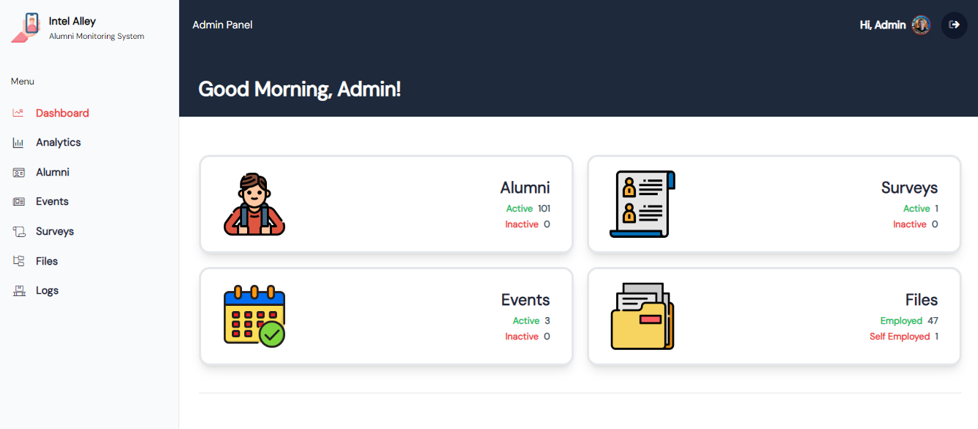 Intel Alley
Alumni Monitoring System
Menu
Dashboard
Analytics
Alumni
Events
Surveys
Files
Logs
Admin Panel
Hi, Admin
Good Morning, Admin!
Alumni
Active 101
Inactive 0
Surveys
Active 1
Inactive 0
Events
Active 3
Inactive 0
Files
Employed 47
Self Employed 1